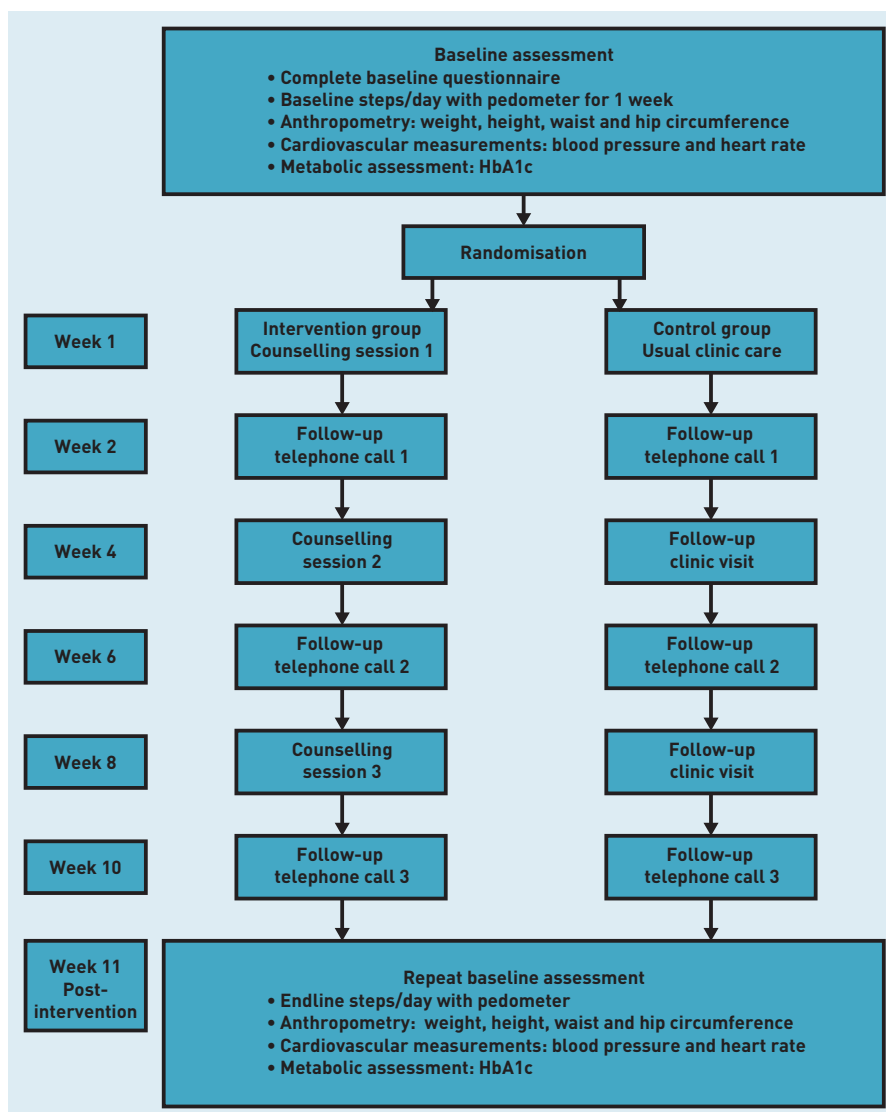 Baseline assessment
• Complete baseline questionnaire
• Baseline steps/day with pedometer for 1 week
• Anthropometry: weight, height, waist and hip circumference
• Cardiovascular measurements: blood pressure and heart rate
• Metabolic assessment: HbA1c
Randomisation
Week 1
Intervention group
Counselling session 1
Control group
Usual clinic care
Week 2
Follow-up
telephone call 1
Follow-up
telephone call 1
Week 4
Counselling
session 2
Follow-up
clinic visit
Week 6
Follow-up
telephone call 2
Follow-up
telephone call 2
Week 8
Counselling
session 3
Follow-up
clinic visit
Week 10
Follow-up
telephone call 3
Follow-up
telephone call 3
Week 11
Post-
intervention
Repeat baseline assessment
• Endline steps/day with pedometer
• Anthropometry: weight, height, waist and hip circumference
• Cardiovascular measurements: blood pressure and heart rate
• Metabolic assessment: HbA1c